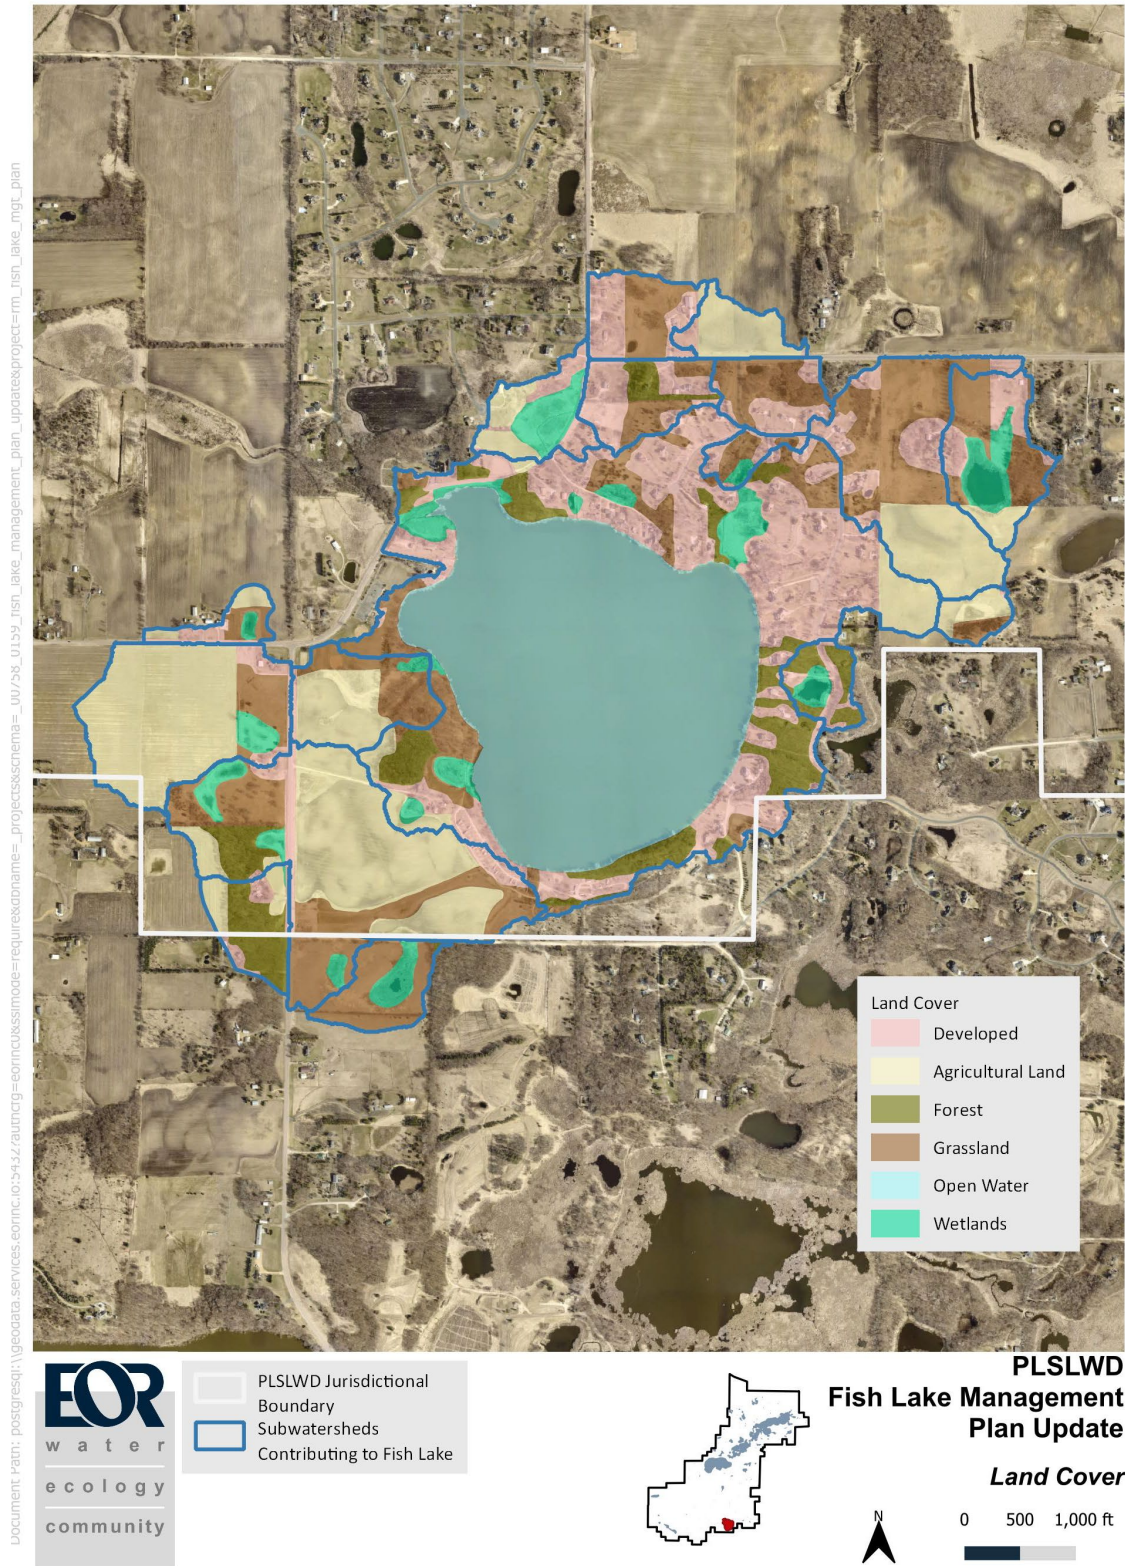 Land Cover
Developed
Agricultural Land
Forest
Grassland
Open Water
Wetlands
EOR
water
ecology
community
PLSLWD Jurisdictional
Boundary
Subwatersheds
Contributing to Fish Lake
PLSLWD
Fish Lake Management
Plan Update
Land Cover
N
0 500 1,000 ft